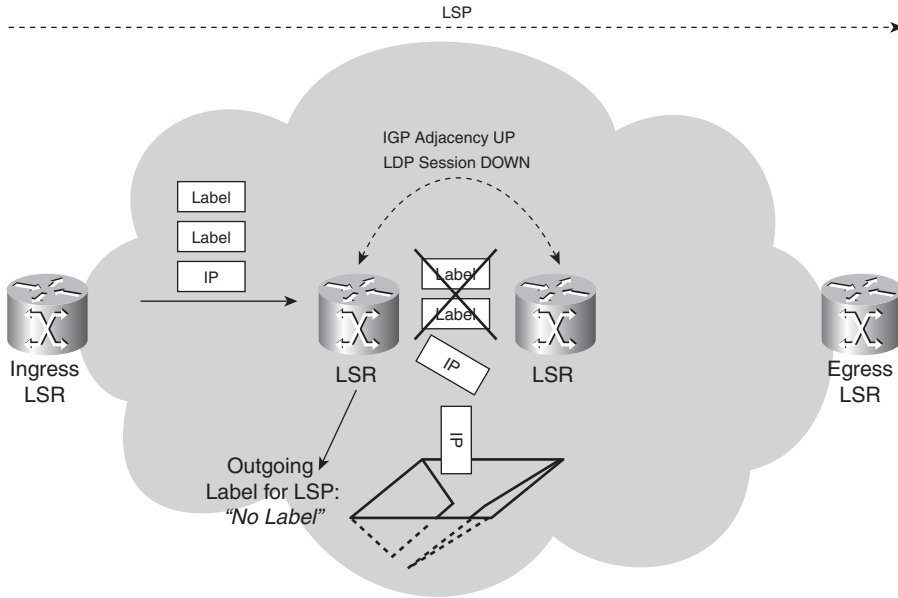 LSP
IGP Adjacency UP
LDP Session DOWN
Label
Label
IP
Label
Label
IP
IP
Ingress
LSR
LSR
LSR
Egress
LSR
Outgoing
Label for LSP:
“No Label”